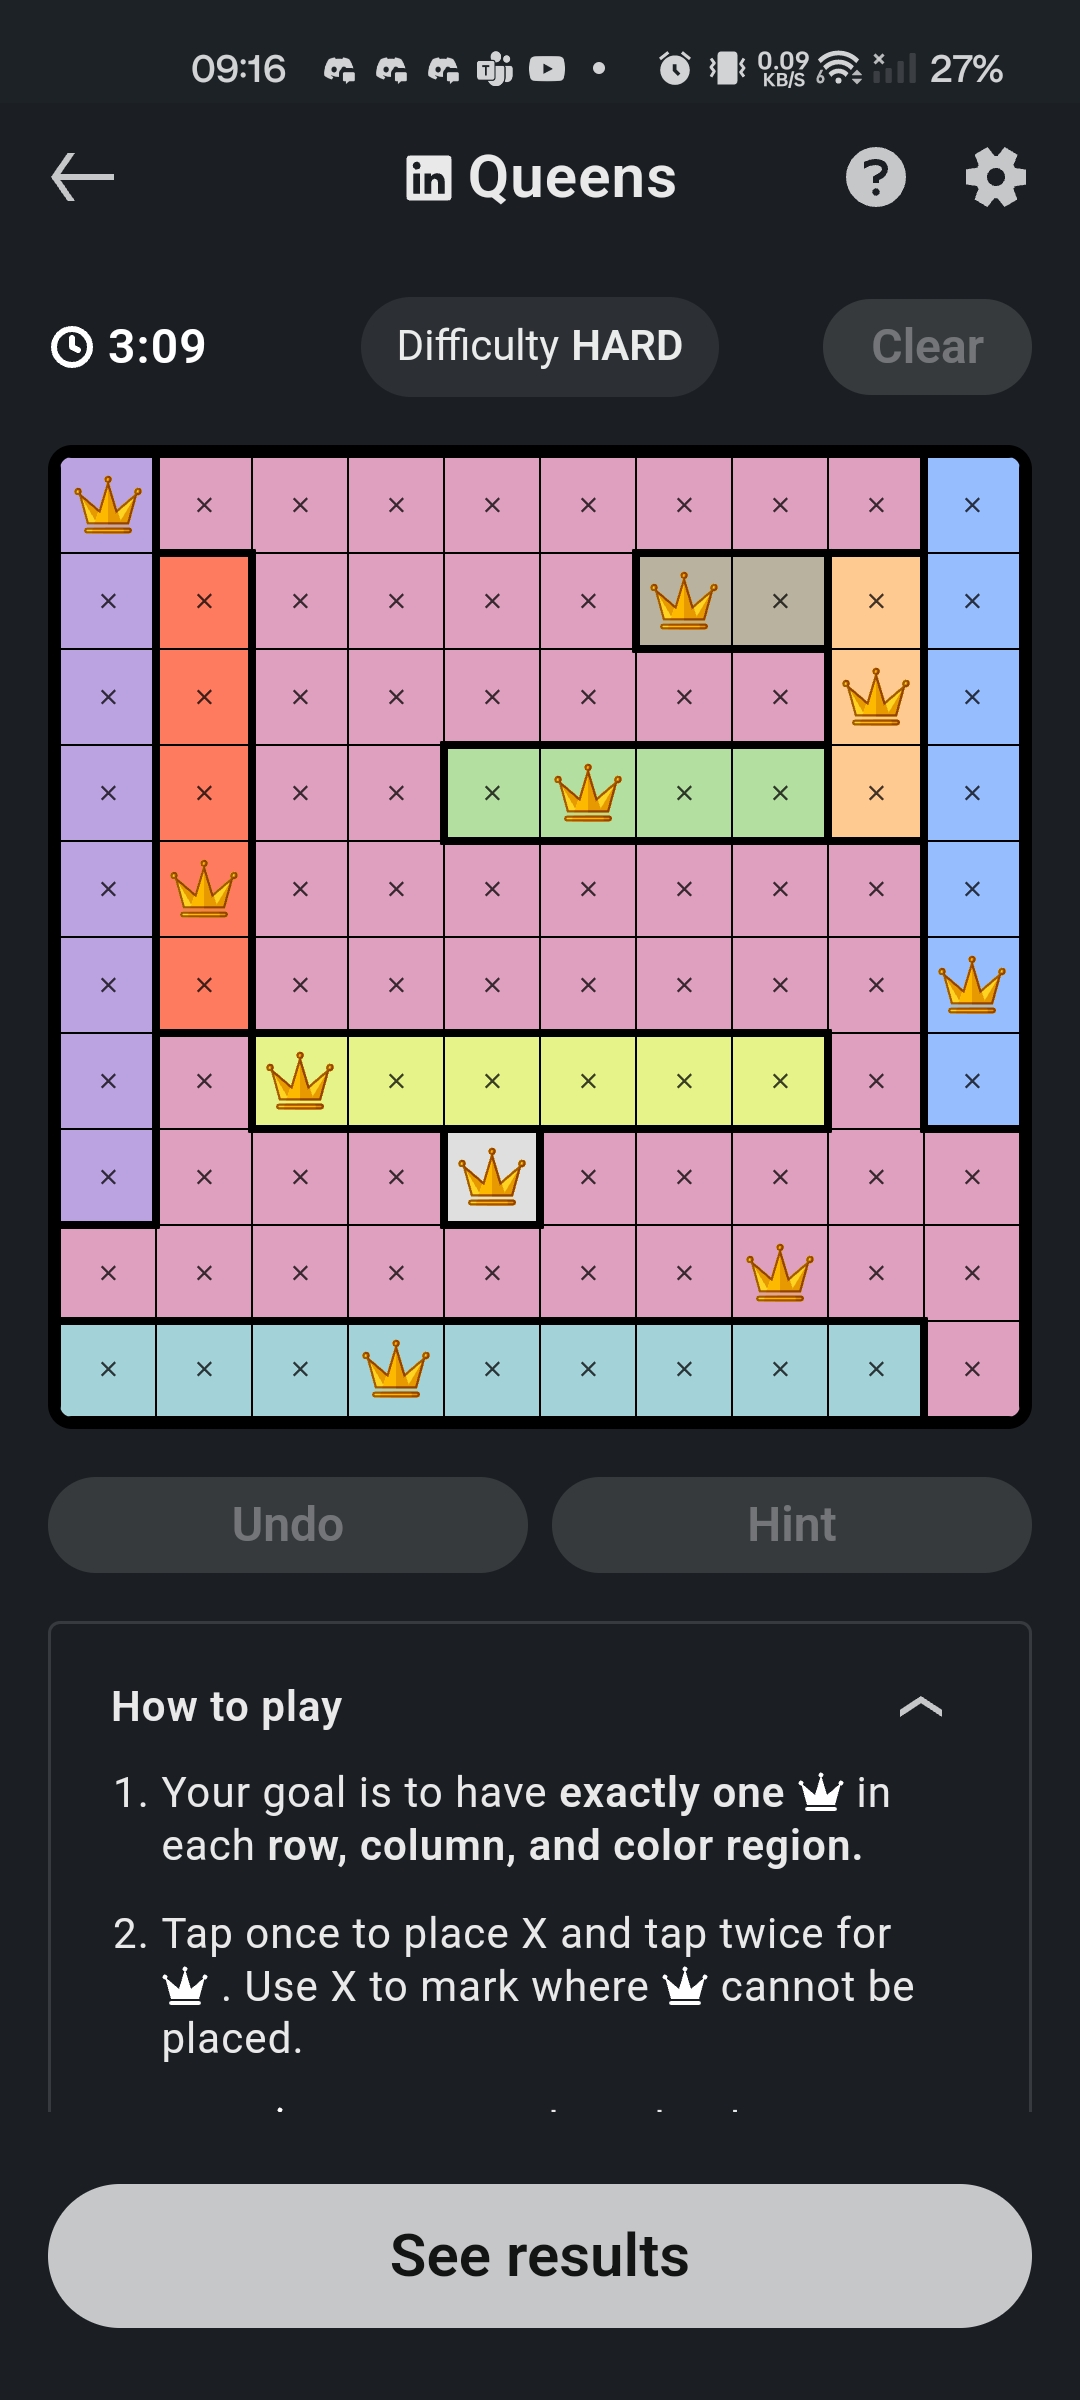 09:16 0.09 KB/S 6 27%
in Queens
3:09 Difficulty HARD Clear
Undo Hint
How to play
1. Your goal is to have exactly one in
each row, column, and color region.
2. Tap once to place X and tap twice for
. Use X to mark where cannot be
placed.
See results